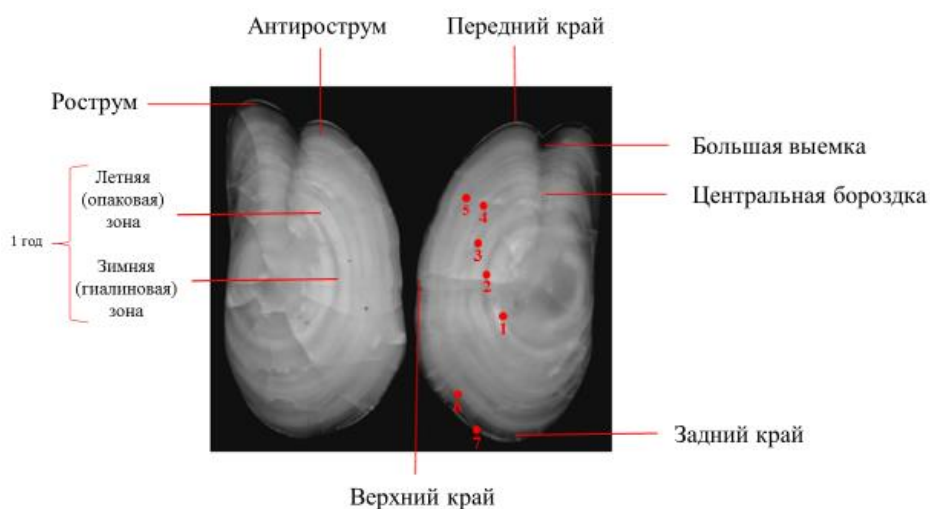 Антирострум
Передний край
Рострум
Большая выемка
Летняя
(опаковая)
зона
Центральная бороздка
1 год
Зимняя
(гиалиновая)
зона
5
4
3
2
1
6
7
Задний край
Верхний край